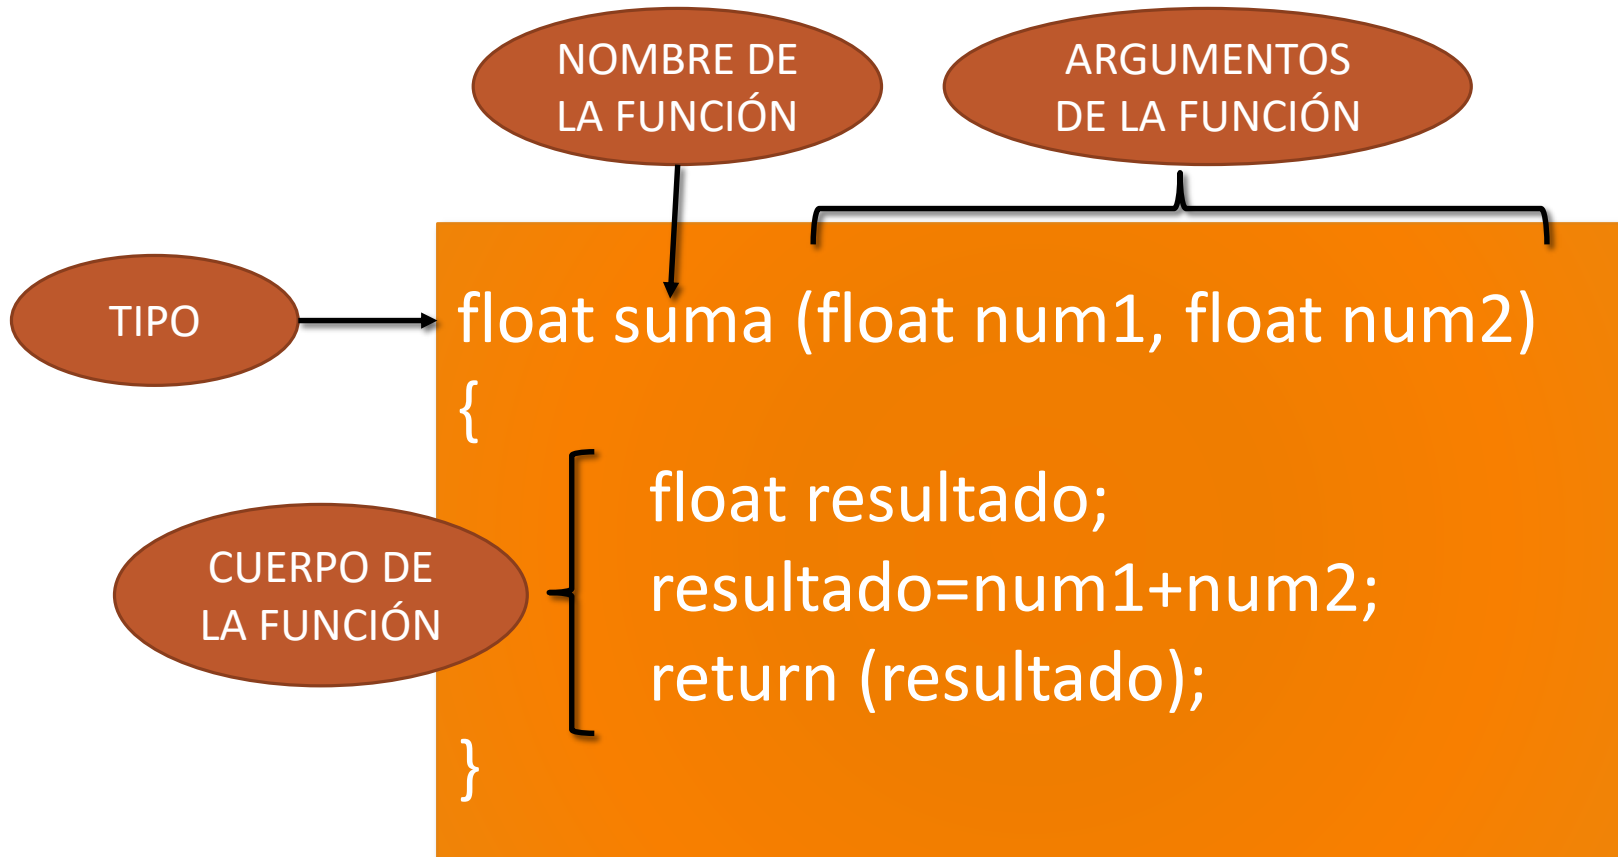 NOMBRE DE
LA FUNCIÓN
ARGUMENTOS
DE LA FUNCIÓN
TIPO
float suma (float num1, float num2)
{
CUERPO DE
LA FUNCIÓN
float resultado;
resultado=num1+num2;
return (resultado);
}